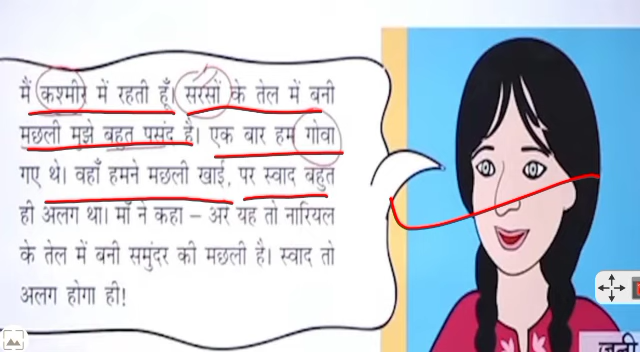 मैं कश्मीर में रहती हूँ। सरसों के तेल में बनी
मछली मुझे बहुत पसंद है। एक बार हम गोवा
गए थे। वहाँ हमने मछली खाई, पर स्वाद बहुत
ही अलग था। माँ ने कहा – अरे यह तो नारियल
के तेल में बनी समुंदर की मछली है। स्वाद तो
अलग होगा ही!